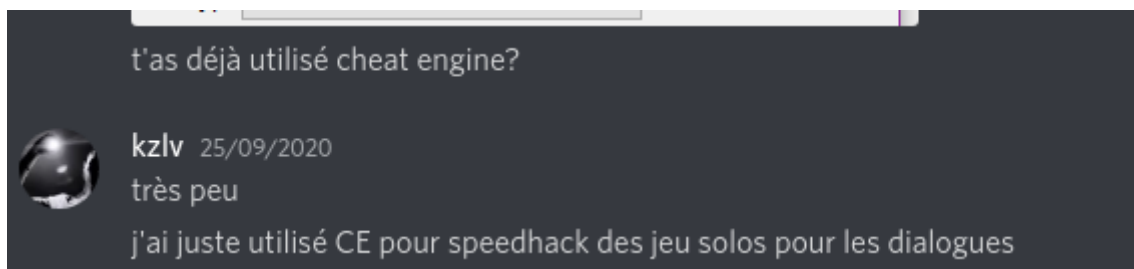 t'as déjà utilisé cheat engine?
kzlv 25/09/2020
très peu
j'ai juste utilisé CE pour speedhack des jeu solos pour les dialogues